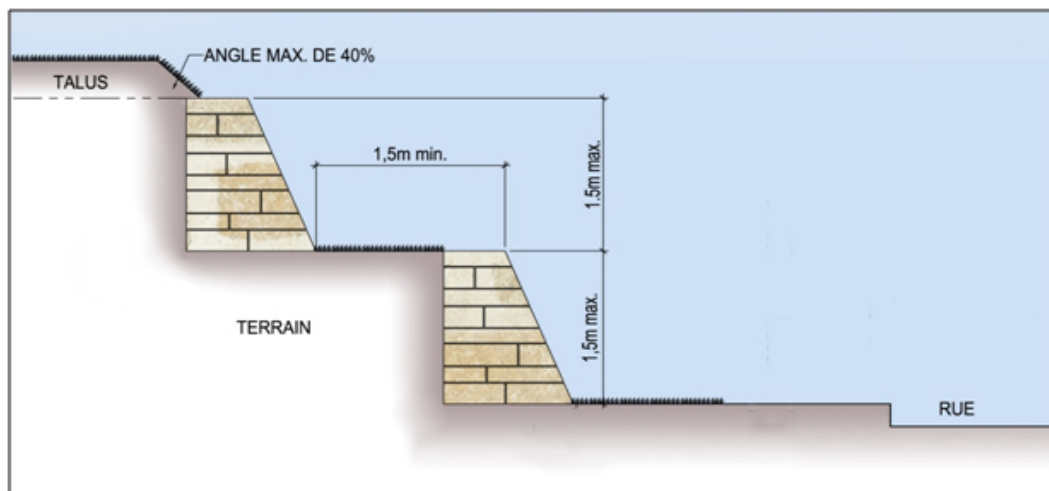 ANGLE MAX. DE 40%
TALUS
1,5m min.
1.5m max.
TERRAIN
1,5m max.
RUE